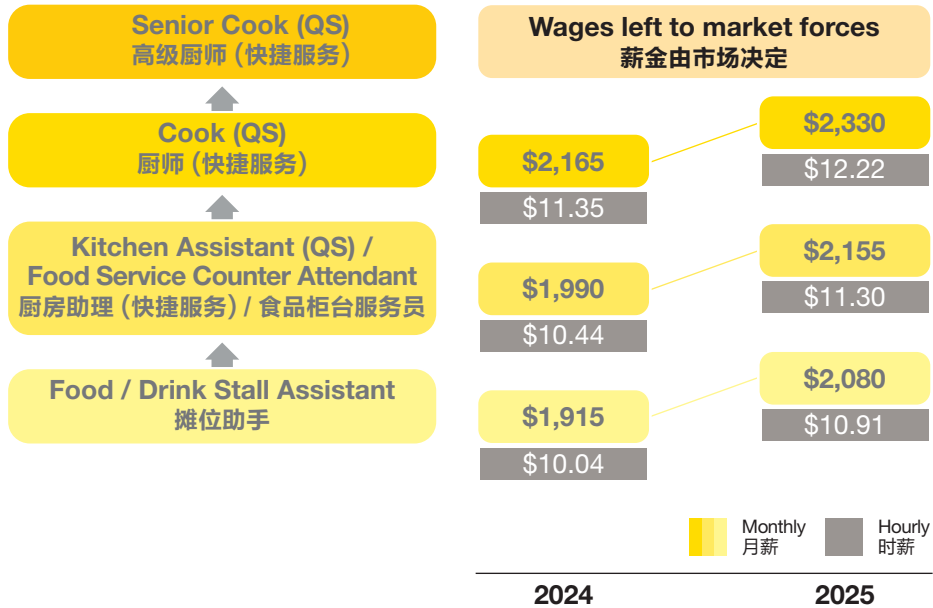 Senior Cook (QS)
高级厨师 (快捷服务)
Wages left to market forces
薪金由市场决定
Cook (QS)
厨师 (快捷服务)
$2,165
$11.35
$2,330
$12.22
Kitchen Assistant (QS) /
Food Service Counter Attendant
厨房助理 (快捷服务) / 食品柜台服务员
$1,990
$10.44
$2,155
$11.30
Food / Drink Stall Assistant
摊位助手
$1,915
$10.04
$2,080
$10.91
Monthly
月薪
Hourly
时薪
2024
2025